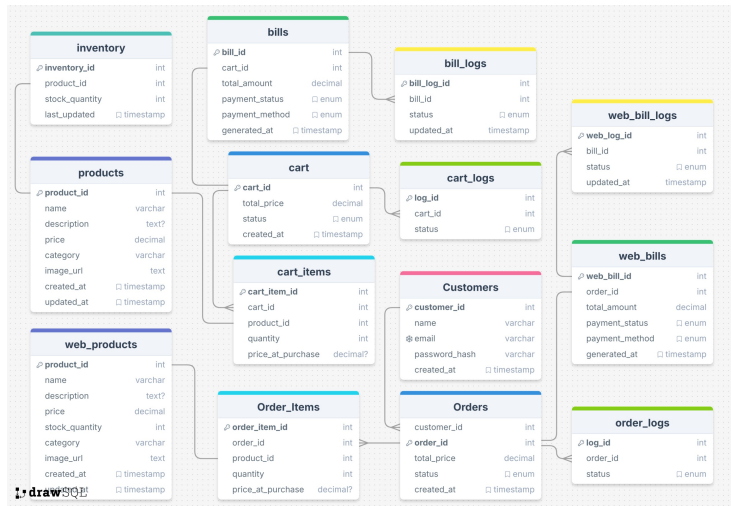 inventory
inventory_id int
product_id int
stock_quantity int
last_updated timestamp
bills
bill_id int
cart_id int
total_amount decimal
payment_status enum
payment_method enum
generated_at timestamp
bill_logs
bill_log_id int
bill_id int
status enum
updated_at timestamp
web_bill_logs
web_log_id int
bill_id int
status enum
updated_at timestamp
products
product_id int
name varchar
description text?
price decimal
category varchar
image_url text
created_at timestamp
updated_at timestamp
cart
cart_id int
total_price decimal
status enum
created_at timestamp
cart_logs
log_id int
cart_id int
status enum
cart_items
cart_item_id int
cart_id int
product_id int
quantity int
price_at_purchase decimal?
Customers
customer_id int
name varchar
email varchar
password_hash varchar
created_at timestamp
web_bills
web_bill_id int
order_id int
total_amount decimal
payment_status enum
payment_method enum
generated_at timestamp
web_products
product_id int
name varchar
description text?
price decimal
stock_quantity int
category varchar
image_url text
created_at timestamp
updated_at timestamp
Order_Items
order_item_id int
order_id int
product_id int
quantity int
price_at_purchase decimal?
Orders
customer_id int
order_id int
total_price decimal
status enum
created_at timestamp
order_logs
log_id int
order_id int
status enum
drawSQL